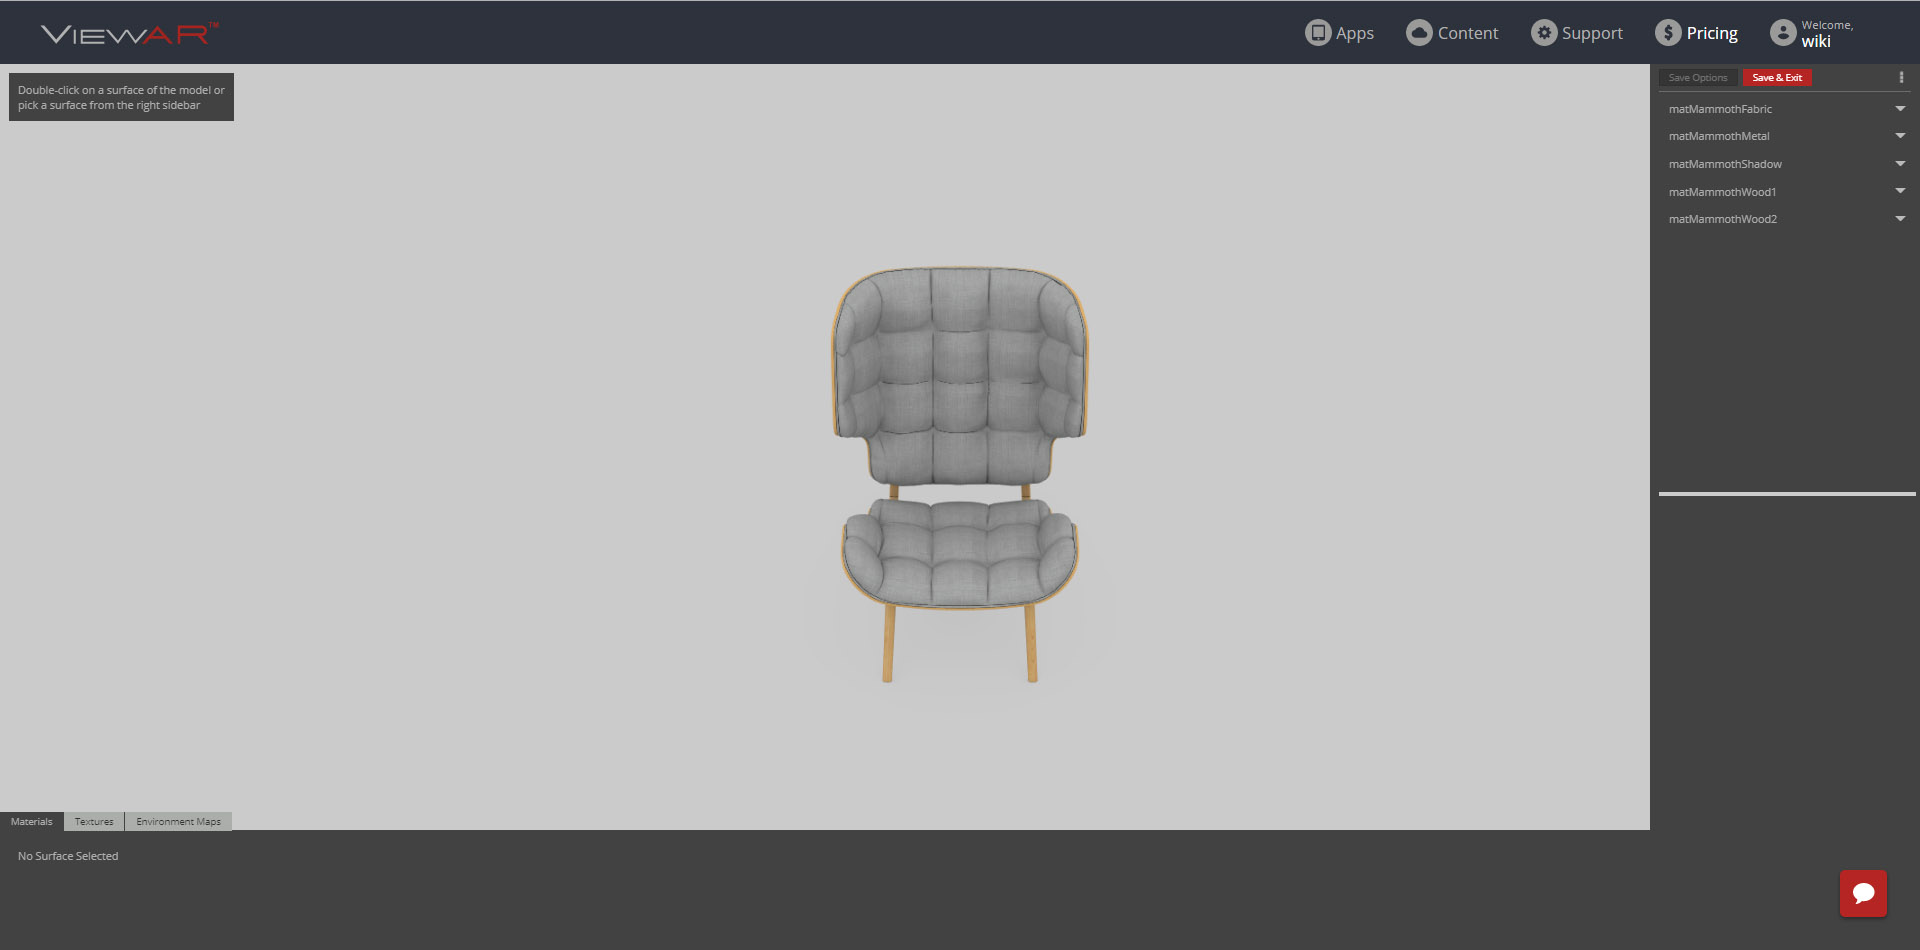 VIEWAR™
Apps
Content
Support
Pricing
Welcome,
wiki
Double-click on a surface of the model or
pick a surface from the right sidebar
Save Options
Save & Exit
matMammothFabric
matMammothMetal
matMammothShadow
matMammothWood1
matMammothWood2
Materials
Textures
Environment Maps
No Surface Selected